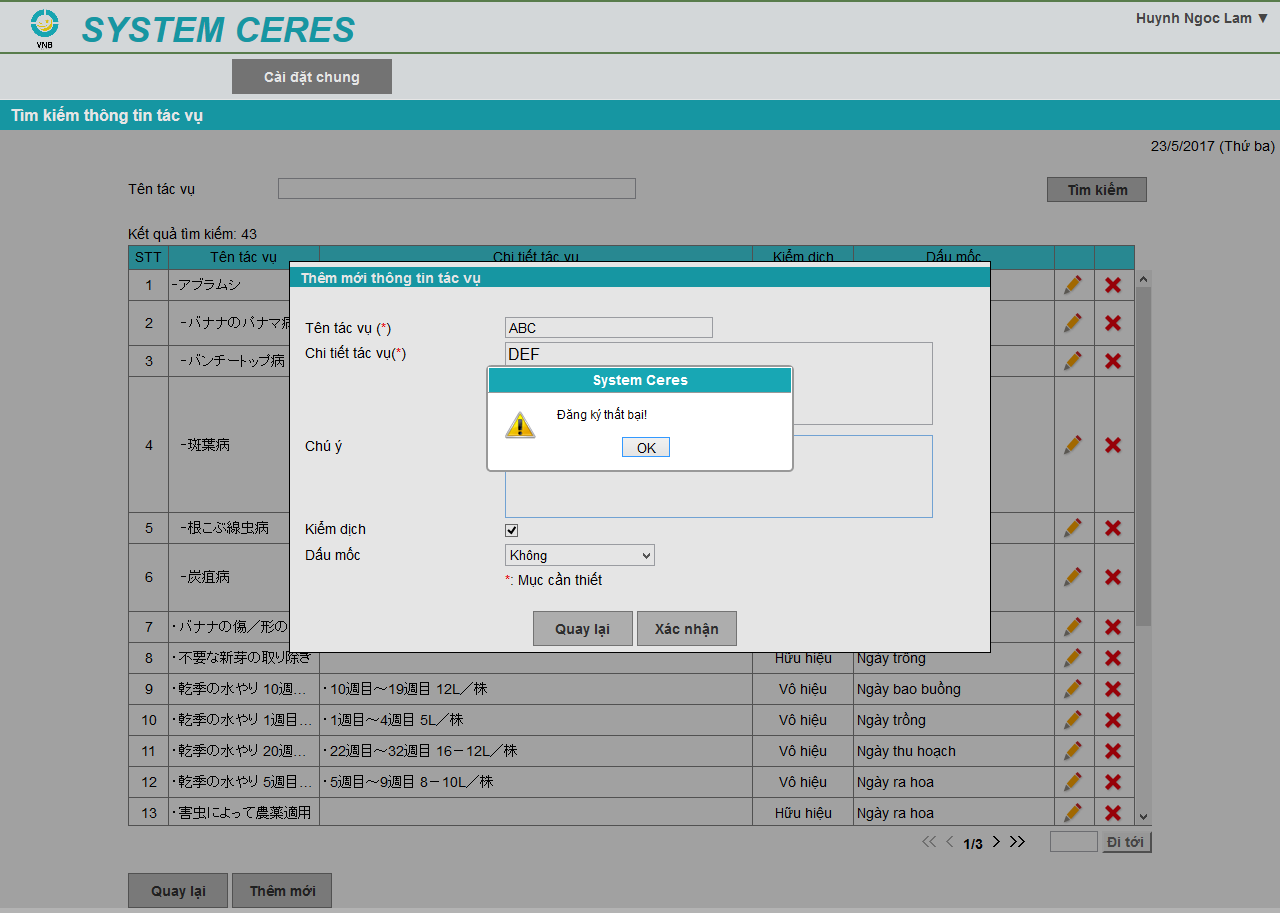 VNB
SYSTEM CERES
Huynh Ngoc Lam ▼
Cài đặt chung
Tìm kiếm thông tin tác vụ
23/5/2017 (Thứ ba)
Tên tác vụ
Tìm kiếm
Kết quả tìm kiếm: 43
STT Tên tác vụ Chi tiết tác vụ Kiểm dịch Dấu mốc
Thêm mới thông tin tác vụ
1 -アブラムシ
2 -バナナのパナマ病
3 -バンチートップ病
4 -斑葉病
5 -根こぶ線虫病
6 -炭疽病
7 ・バナナの傷／形の
Tên tác vụ (*) ABC
Chi tiết tác vụ(*) DEF
System Ceres
Đăng ký thất bại!
OK
Chú ý
Kiểm dịch
Dấu mốc Không
*: Mục cần thiết
Quay lại Xác nhận
8 ・不要な新芽の取り除き Hữu hiệu Ngày trồng
9 ・乾季の水やり 10週... ・10週目～19週目 12L／株 Vô hiệu Ngày bao buồng
10 ・乾季の水やり 1週目... ・1週目～4週目 5L／株 Vô hiệu Ngày trồng
11 ・乾季の水やり 20週... ・22週目～32週目 16－12L／株 Vô hiệu Ngày thu hoạch
12 ・乾季の水やり 5週目... ・5週目～9週目 8－10L／株 Vô hiệu Ngày ra hoa
13 ・害虫によって農薬適用 Hữu hiệu Ngày ra hoa
1/3
Đi tới
Quay lại Thêm mới